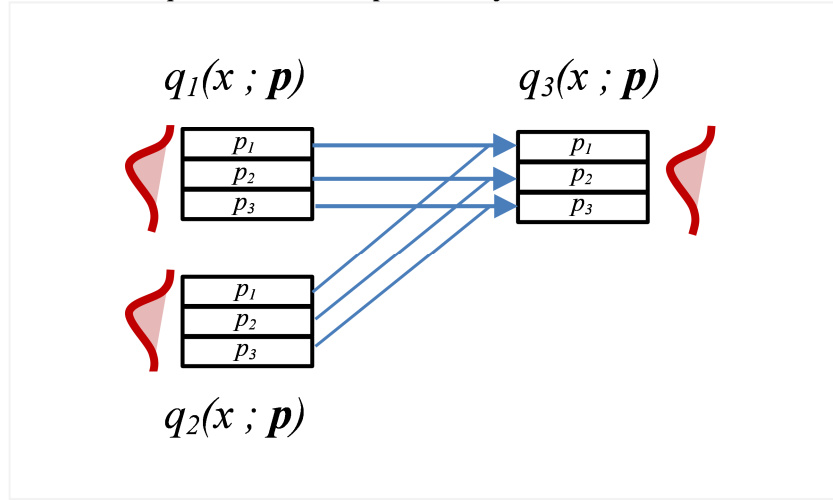 q1(x ; p)
p1
p2
p3
q3(x ; p)
p1
p2
p3
p1
p2
p3
q2(x ; p)